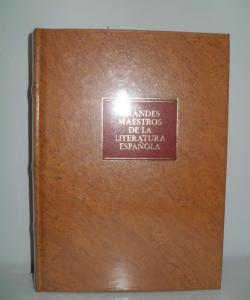 GRANDES
MAESTROS
DE LA
LITERATURA
ESPAÑOLA